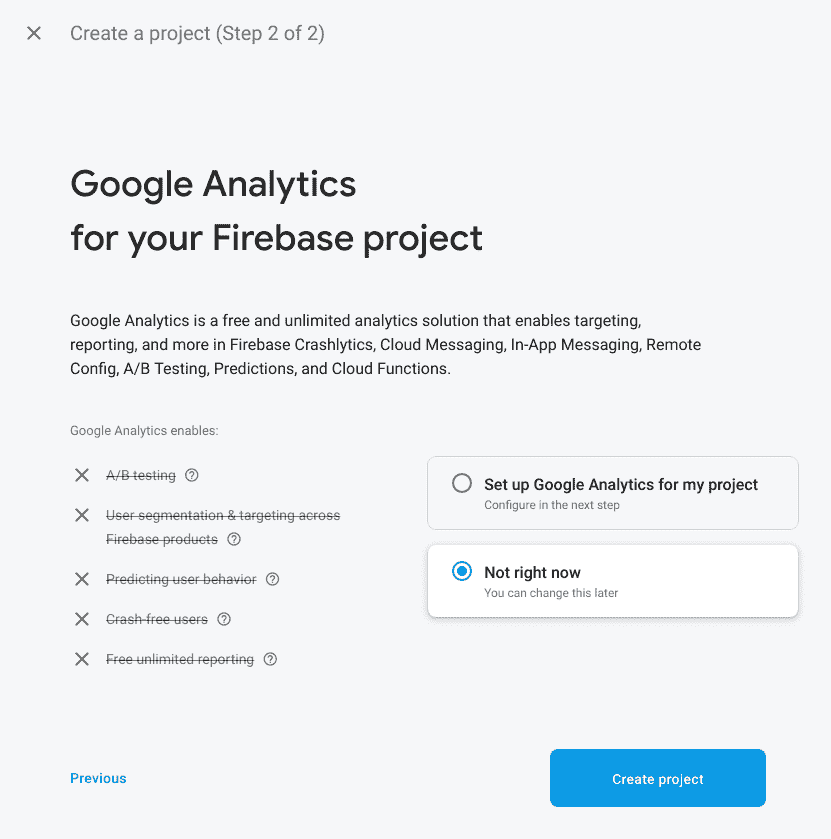 Create a project (Step 2 of 2)
Google Analytics
for your Firebase project
Google Analytics is a free and unlimited analytics solution that enables targeting,
reporting, and more in Firebase Crashlytics, Cloud Messaging, In-App Messaging, Remote
Config, A/B Testing, Predictions, and Cloud Functions.
Google Analytics enables:
A/B testing
User segmentation & targeting across
Firebase products
Predicting user behavior
Crash-free users
Free unlimited reporting
Set up Google Analytics for my project
Configure in the next step
Not right now
You can change this later
Previous
Create project